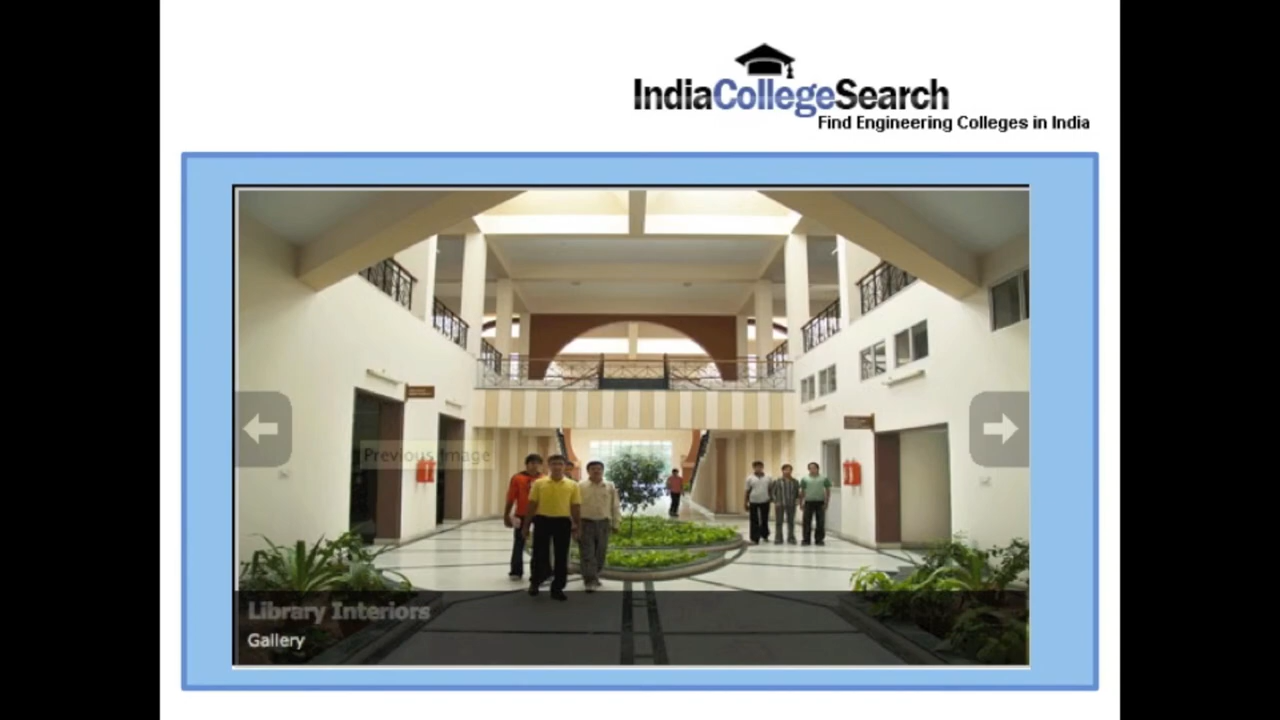 IndiaCollegeSearch
Find Engineering Colleges in India
Previous Image
Library Interiors
Gallery